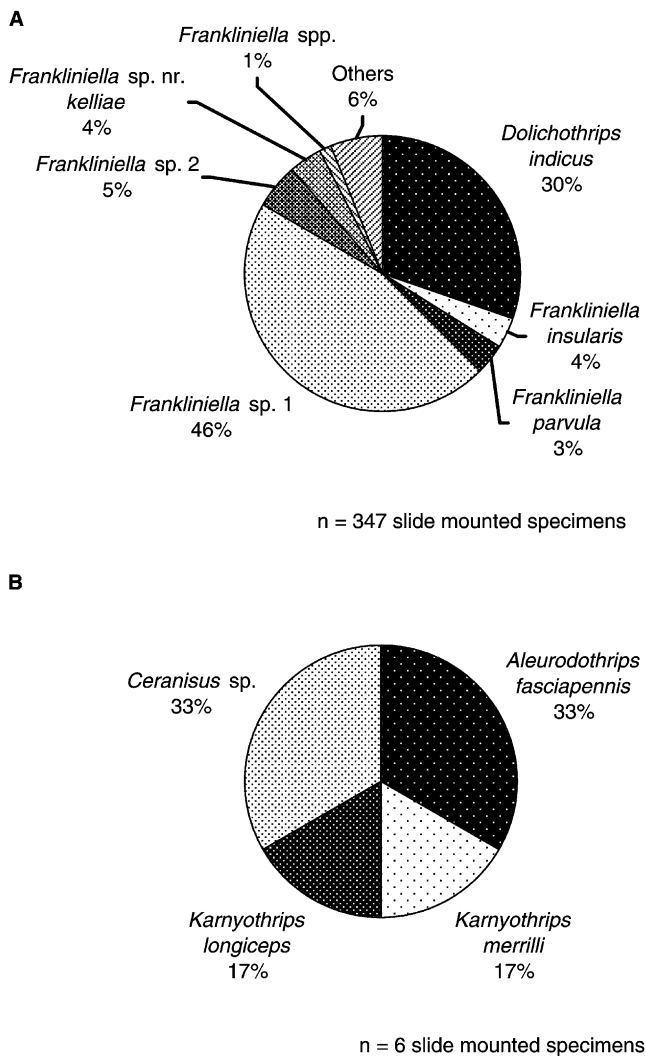 A
Frankliniella spp.
1%
Frankliniella sp. nr.
kelliae
4%
Others
6%
Dolichothrips
indicus
30%
Frankliniella sp. 2
5%
Frankliniella
insularis
4%
Frankliniella
parvula
3%
Frankliniella sp. 1
46%
n = 347 slide mounted specimens
B
Ceranisus sp.
33%
Aleurodothrips
fasciapennis
33%
Karnyothrips
longiceps
17%
Karnyothrips
merrilli
17%
n = 6 slide mounted specimens